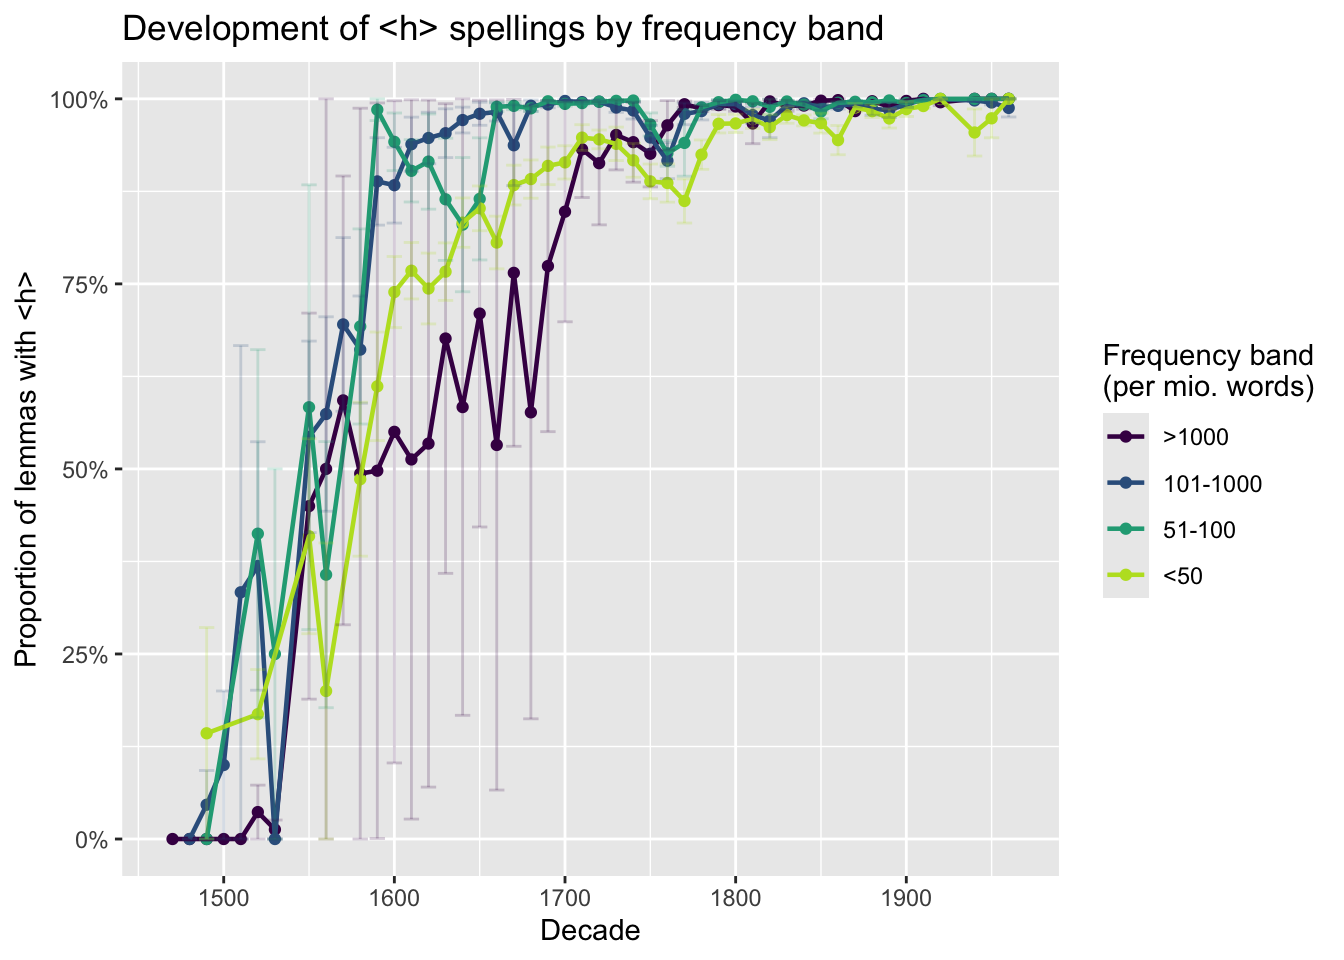 Development of <h> spellings by frequency band
Proportion of lemmas with <h>
100%
75%
50%
25%
0%
1500 1600 1700 1800 1900
Decade
Frequency band
(per mio. words)
>1000
101-1000
51-100
<50